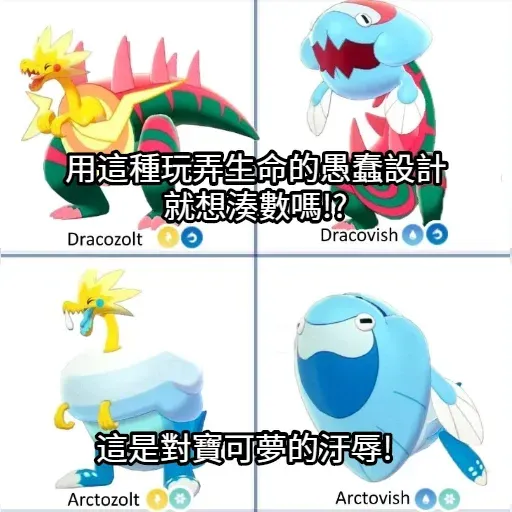 用這種玩弄生命的愚蠢設計
就想湊數嗎!?
Dracozolt
Dracovish
這是對寶可夢的汙辱!
Arctozolt
Arctovish